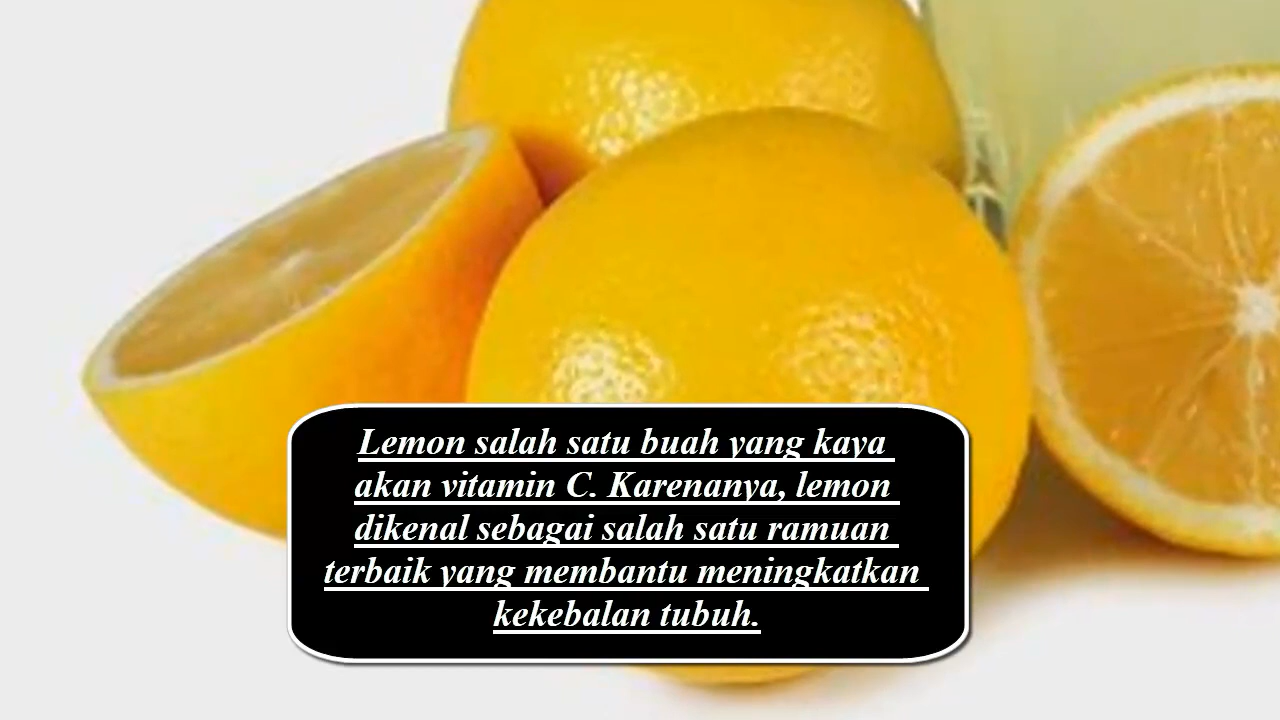 Lemon salah satu buah yang kaya
akan vitamin C. Karenanya, lemon
dikenal sebagai salah satu ramuan
terbaik yang membantu meningkatkan
kekebalan tubuh.